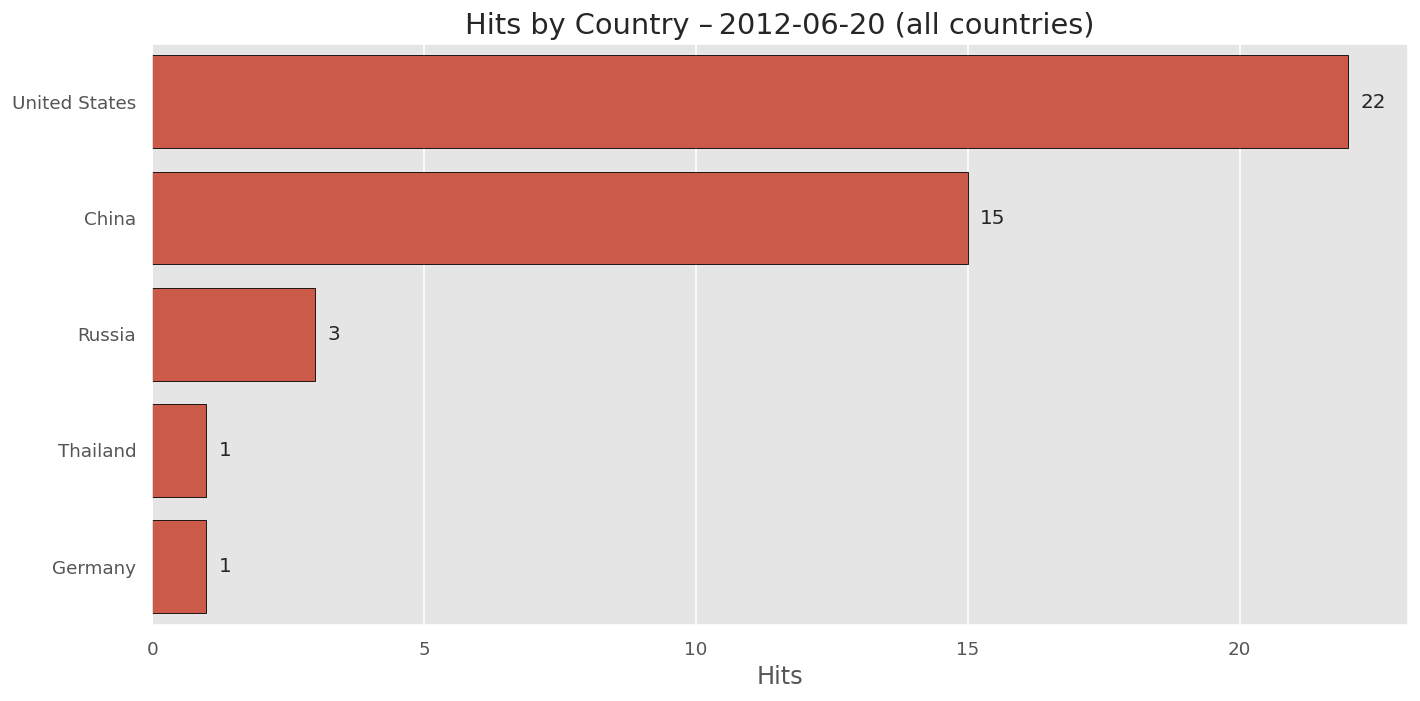 Hits by Country – 2012-06-20 (all countries)
United States 22
China 15
Russia 3
Thailand 1
Germany 1
0 5 10 15 20
Hits